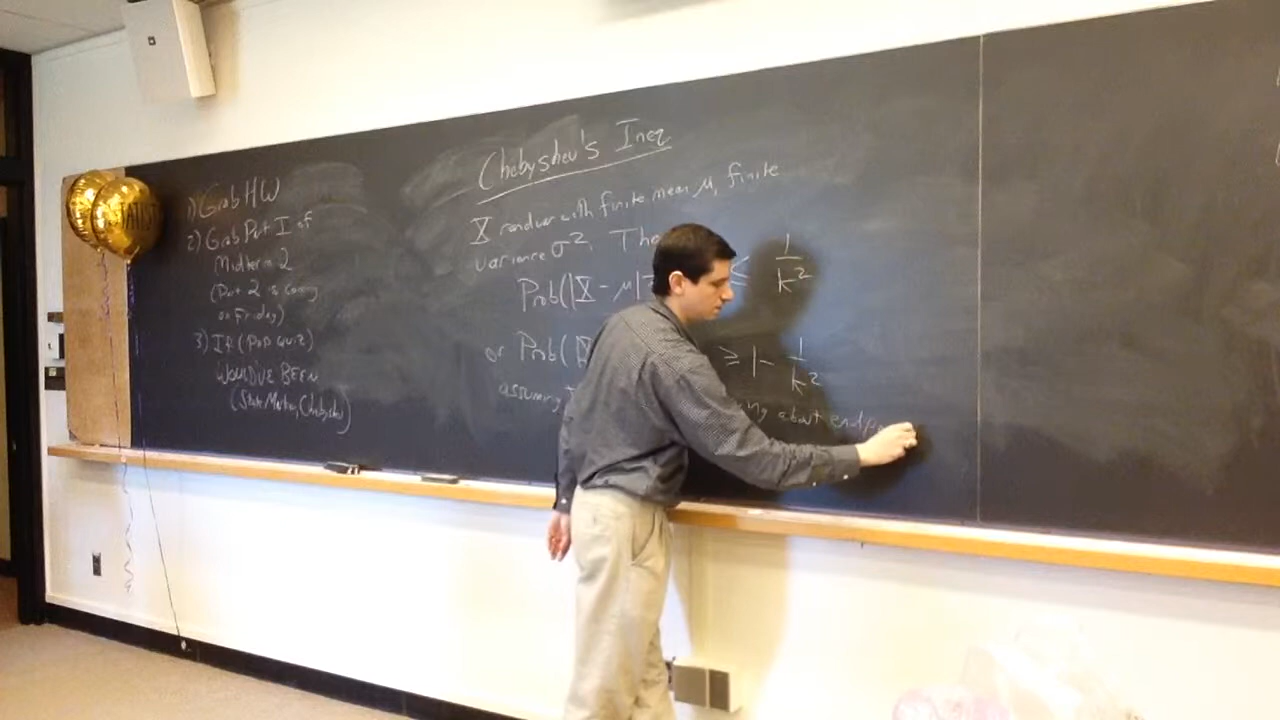 1) Grab HW
2) Grab Part I of
Midterm 2
(Part 2 is coming
on Friday)
3) If (Pop Quiz)
WOULD'VE BEEN
(State Markov, Chebyshev)
Chebyshev's Ineq
X random with finite mean μ, finite
variance σ². The
Prob(|X - μ| ≤ 1/k²
or Prob( ≥ 1 - 1/k²
assuming about